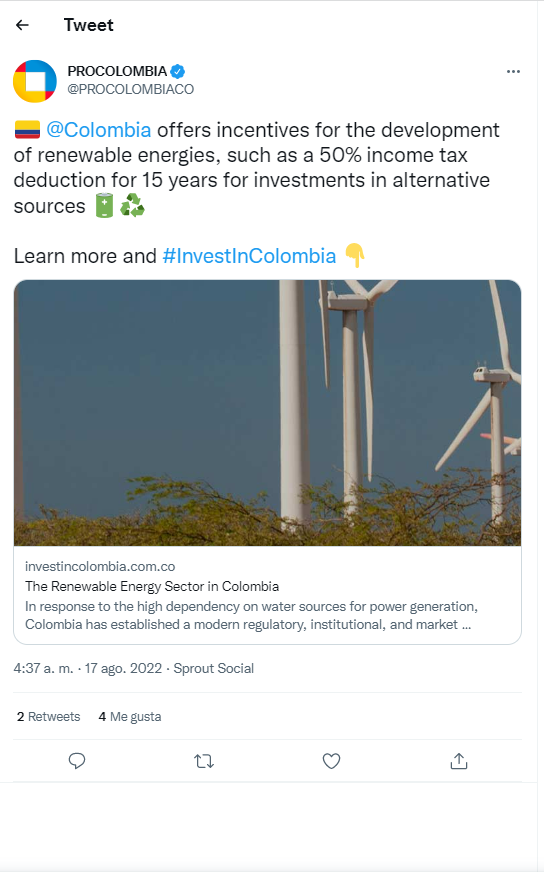 Tweet
PROCOLOMBIA
@PROCOLOMBIACO
@Colombia offers incentives for the development
of renewable energies, such as a 50% income tax
deduction for 15 years for investments in alternative
sources
Learn more and #InvestInColombia
investincolombia.com.co
The Renewable Energy Sector in Colombia
In response to the high dependency on water sources for power generation,
Colombia has established a modern regulatory, institutional, and market ...
4:37 a. m. · 17 ago. 2022 · Sprout Social
2 Retweets 4 Me gusta